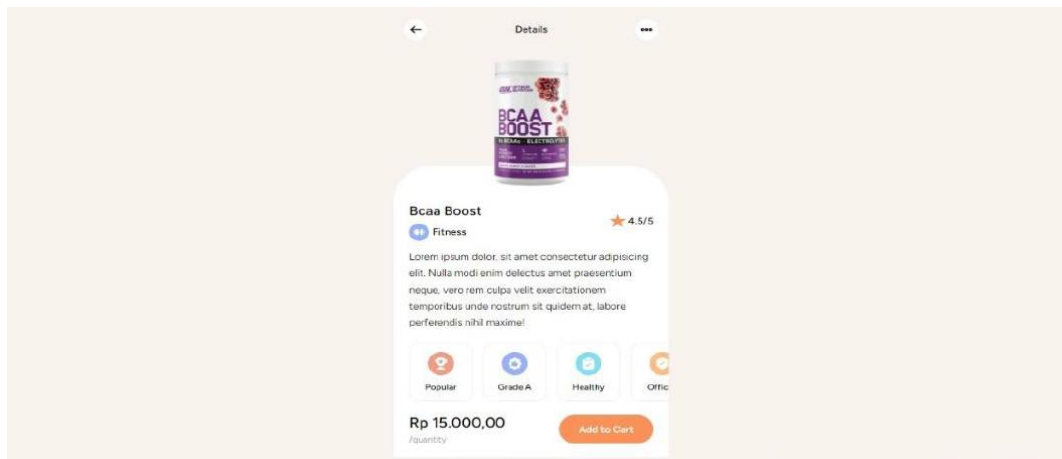 Details
BCAA
BOOST
ELECTROLYTES
Bcaa Boost
4.5/5
Fitness
Lorem ipsum dolor, sit amet consectetur adipisicing
elit. Nulla modi enim delectus amet praesentium
neque, vero rem culpa velit exercitationem
temporibus unde nostrum sit quidem at, labore
perferendis nihil maxime!
Popular
Grade A
Healthy
Offic
Rp 15.000,00
/quantity
Add to Cart